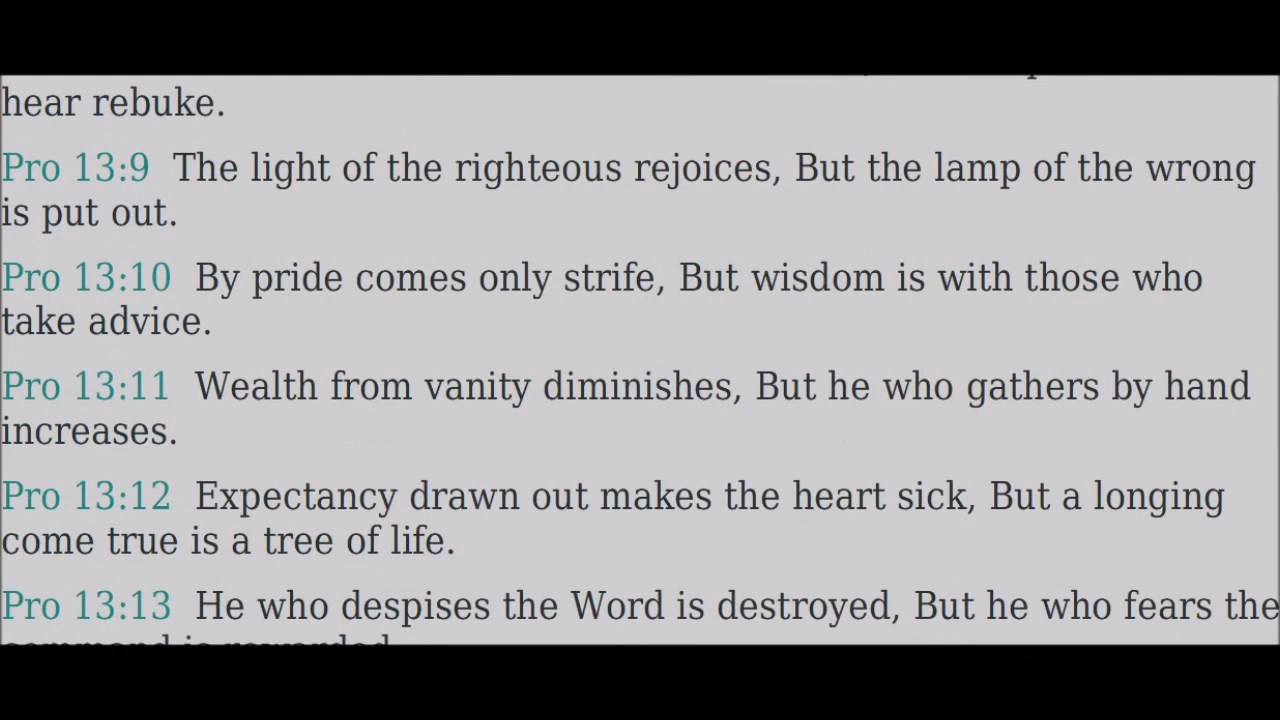 hear rebuke.
Pro 13:9 The light of the righteous rejoices, But the lamp of the wrong
is put out.
Pro 13:10 By pride comes only strife, But wisdom is with those who
take advice.
Pro 13:11 Wealth from vanity diminishes, But he who gathers by hand
increases.
Pro 13:12 Expectancy drawn out makes the heart sick, But a longing
come true is a tree of life.
Pro 13:13 He who despises the Word is destroyed, But he who fears the
command is rewarded.